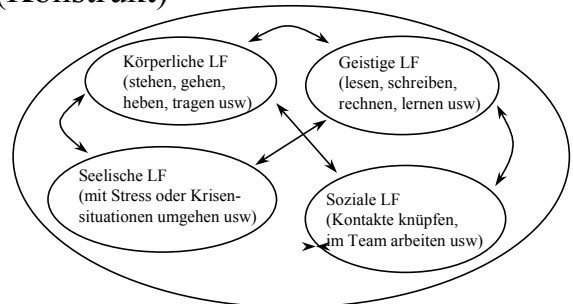 (Konstrukt)
Körperliche LF
(stehen, gehen,
heben, tragen usw)
Geistige LF
(lesen, schreiben,
rechnen, lernen usw)
Seelische LF
(mit Stress oder Krisen-
situationen umgehen usw)
Soziale LF
(Kontakte knüpfen,
im Team arbeiten usw)